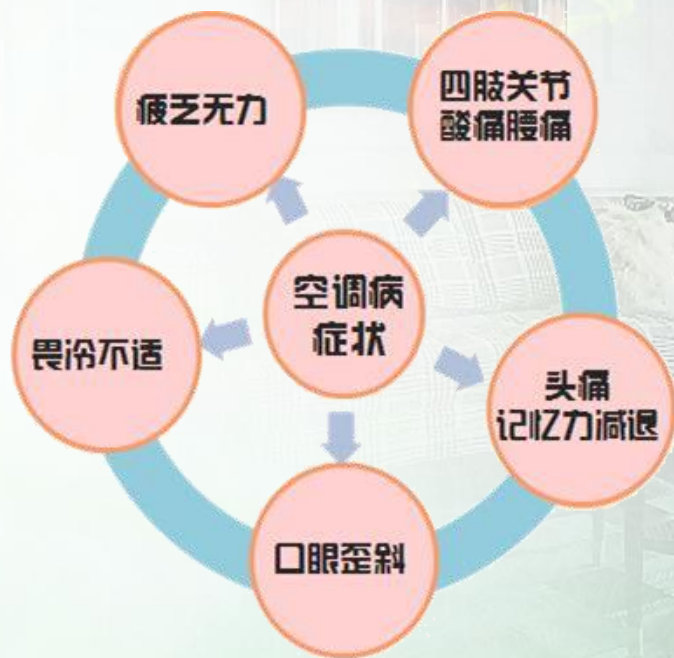 疲乏无力
四肢关节
酸痛腰痛
空调病
症状
畏冷不适
头痛
记忆力减退
口眼歪斜